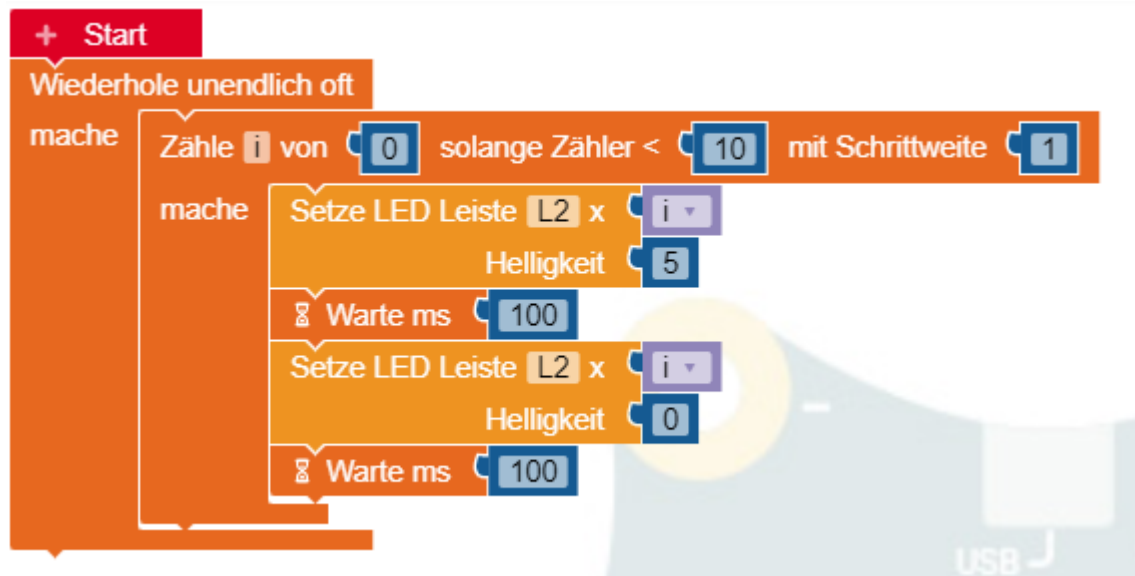 + Start
Wiederhole unendlich oft
mache Zähle i von 0 solange Zähler < 10 mit Schrittweite 1
mache Setze LED Leiste L2 x i
Helligkeit 5
Warte ms 100
Setze LED Leiste L2 x i
Helligkeit 0
Warte ms 100
USB